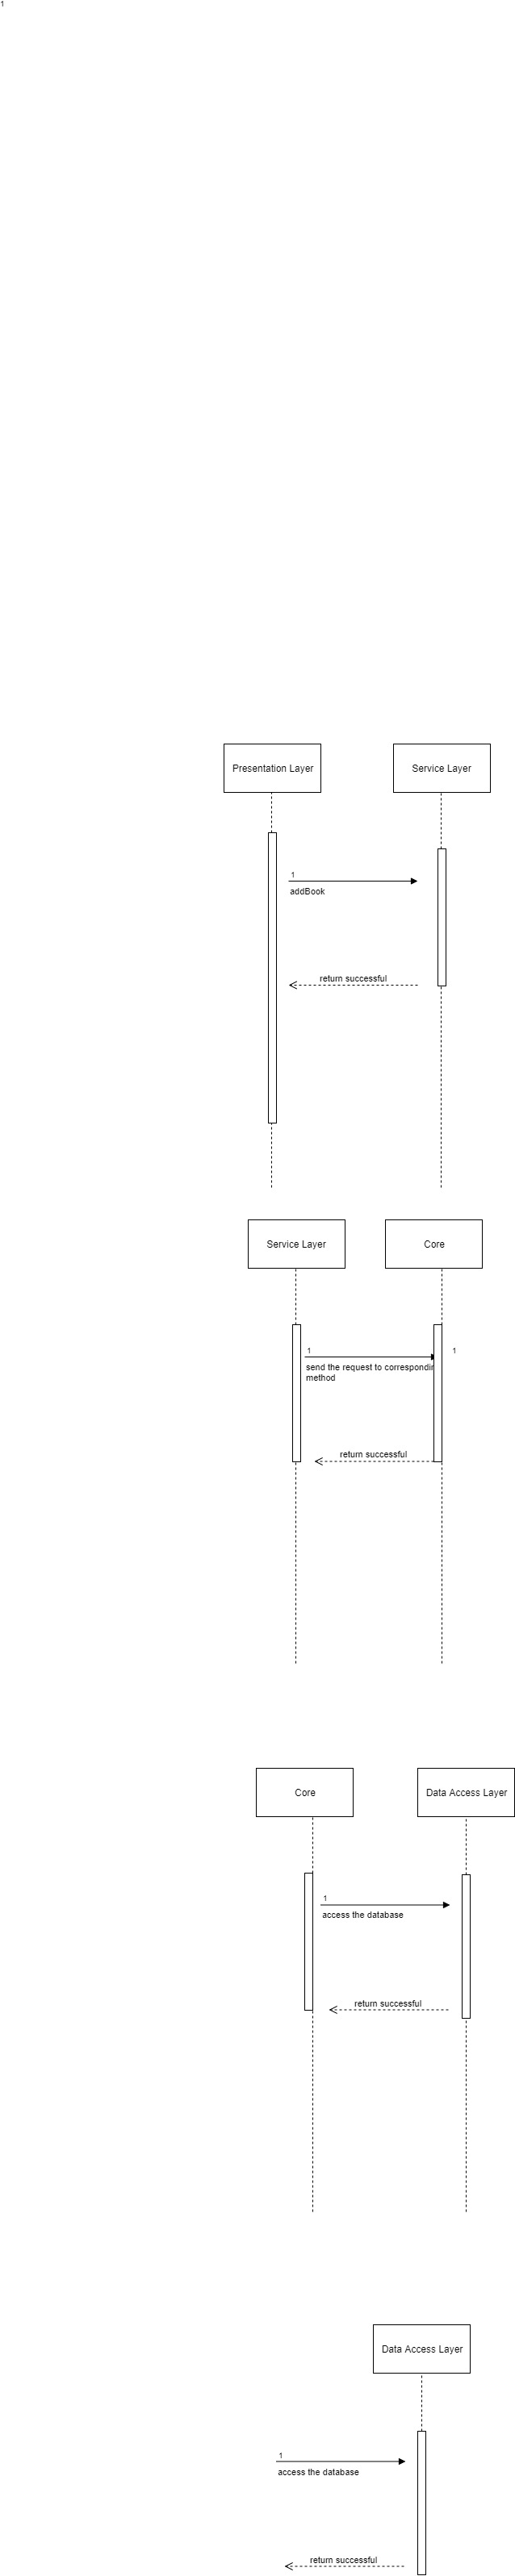 1
Presentation Layer
Service Layer
1
addBook
return successful
Service Layer
Core
1
1
send the request to correspondin
method
return successful
Core
Data Access Layer
1
access the database
return successful
Data Access Layer
1
access the database
return successful